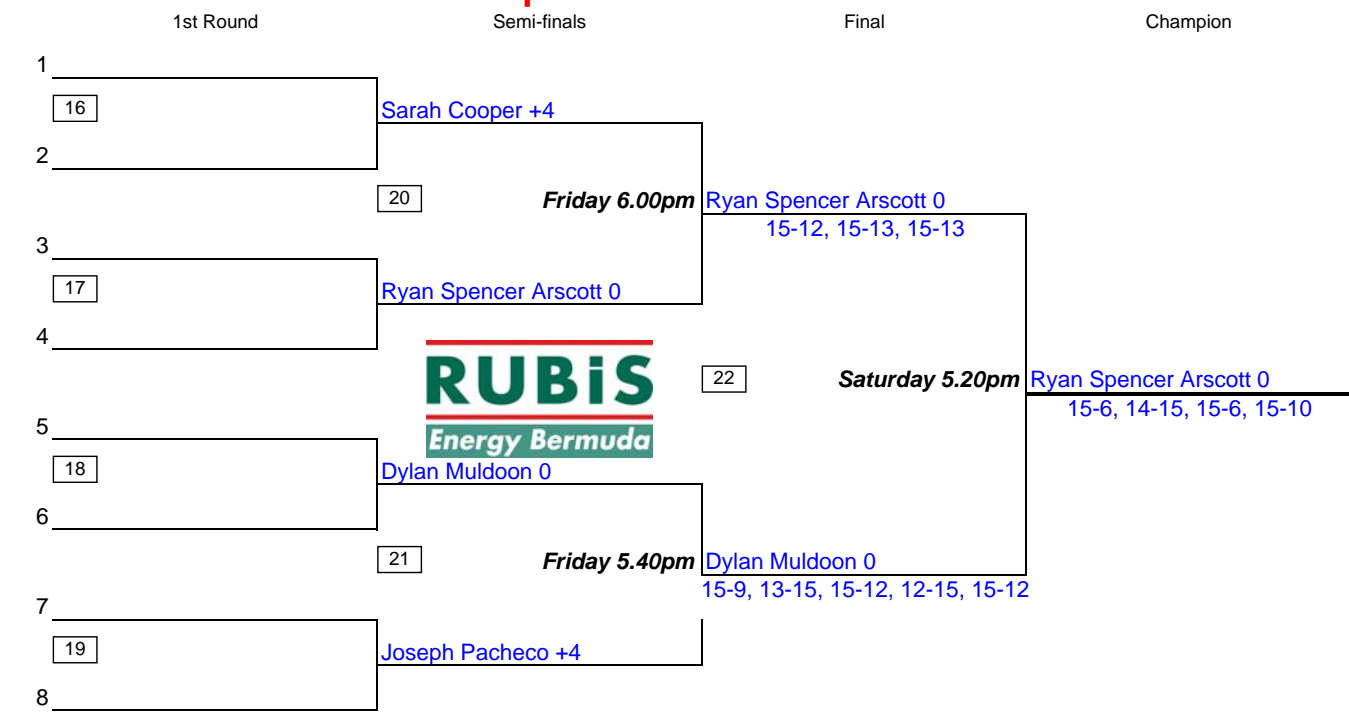 1st Round Semi-finals Final Champion
1
16 Sarah Cooper +4
2
20 Friday 6.00pm Ryan Spencer Arscott 0
15-12, 15-13, 15-13
3
17 Ryan Spencer Arscott 0
4
RUBiS
22 Saturday 5.20pm Ryan Spencer Arscott 0
15-6, 14-15, 15-6, 15-10
5
Energy Bermuda
18 Dylan Muldoon 0
6
21 Friday 5.40pm Dylan Muldoon 0
15-9, 13-15, 15-12, 12-15, 15-12
7
19 Joseph Pacheco +4
8